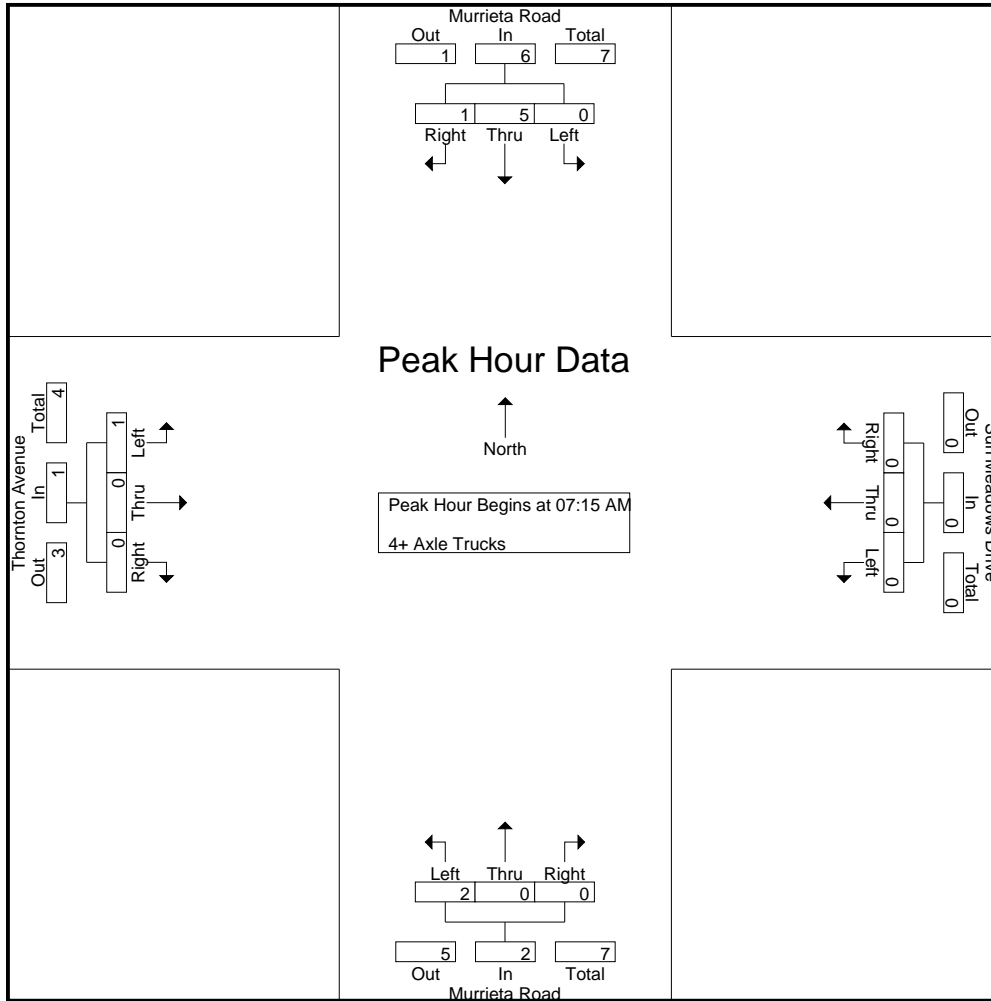 Murrieta Road
Out In Total
1 6 7
1 5 0
Right Thru Left
Peak Hour Data
North
Peak Hour Begins at 07:15 AM
4+ Axle Trucks
Thornton Avenue
Total In Out
4 1 3
1 0 0
Left Thru Right
Right Thru Left
0 0 0
Out In Total
0 0 0
Sun Meadows Drive
Left Thru Right
2 0 0
5 2 7
Out In Total
Murrieta Road